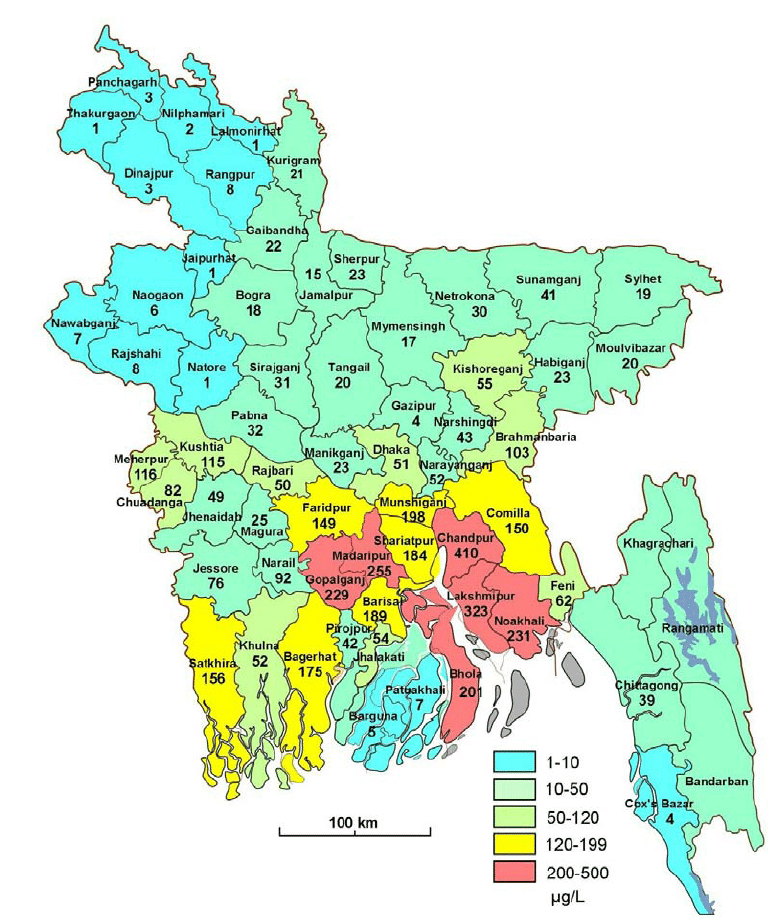 Panchagarh
3
Thakurgaon
1
Nilphamari
2
Lalmonirhat
1
Dinajpur
3
Rangpur
8
Kurigram
21
Gaibandha
22
Jaipurhat
1
15
Jamalpur
Sherpur
23
Naogaon
6
Bogra
18
Netrokona
30
Sunamganj
41
Sylhet
19
Nawabganj
7
Rajshahi
8
Natore
1
Sirajganj
31
Tangail
20
Mymensingh
17
Kishoreganj
55
Habiganj
23
Moulvibazar
20
Pabna
32
Gazipur
4
Narshingdi
43
Brahmanbaria
103
Meherpur
116
Kushtia
115
Rajbari
50
Manikganj
23
Dhaka
51
Narayanganj
52
82
Chuadanga
49
Jhenaidah
25
Magura
Faridpur
149
Munshiganj
198
Comilla
150
Shariatpur
184
Chandpur
410
Madaripur
255
Jessore
76
Narail
92
Gopalganj
229
Barisal
189
Lakshmipur
323
Noakhali
231
Feni
62
Khagrachari
Rangamati
Satkhira
156
Khulna
52
Bagerhat
175
Pirojpur
42
54
Jhalakati
Bhola
201
Patuakhali
7
Barguna
5
Chittagong
39
Bandarban
Cox's Bazar
4
100 km
1-10
10-50
50-120
120-199
200-500
µg/L